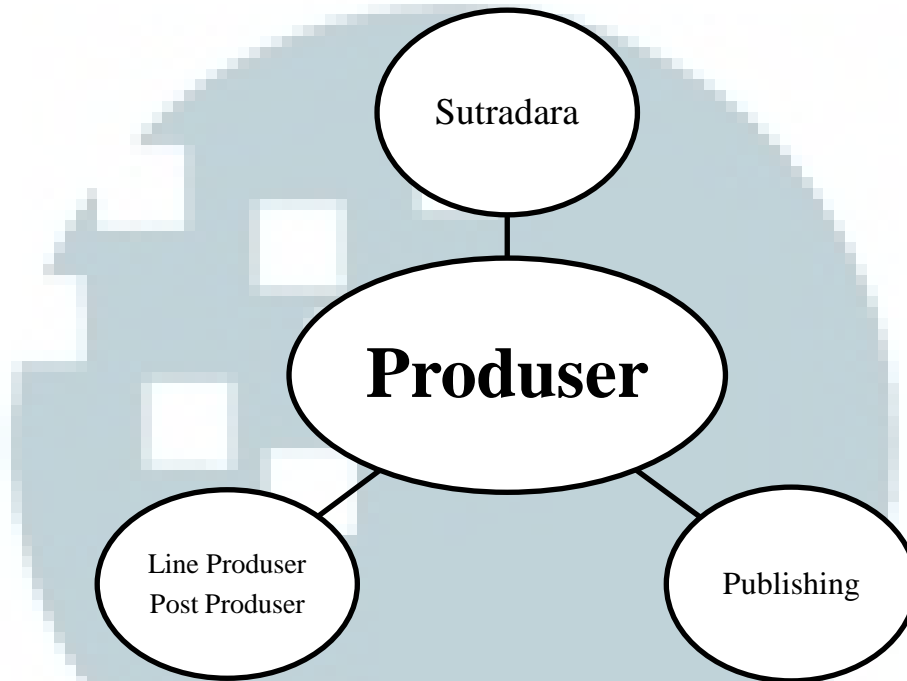 Sutradara
Produser
Line Produser
Post Produser
Publishing